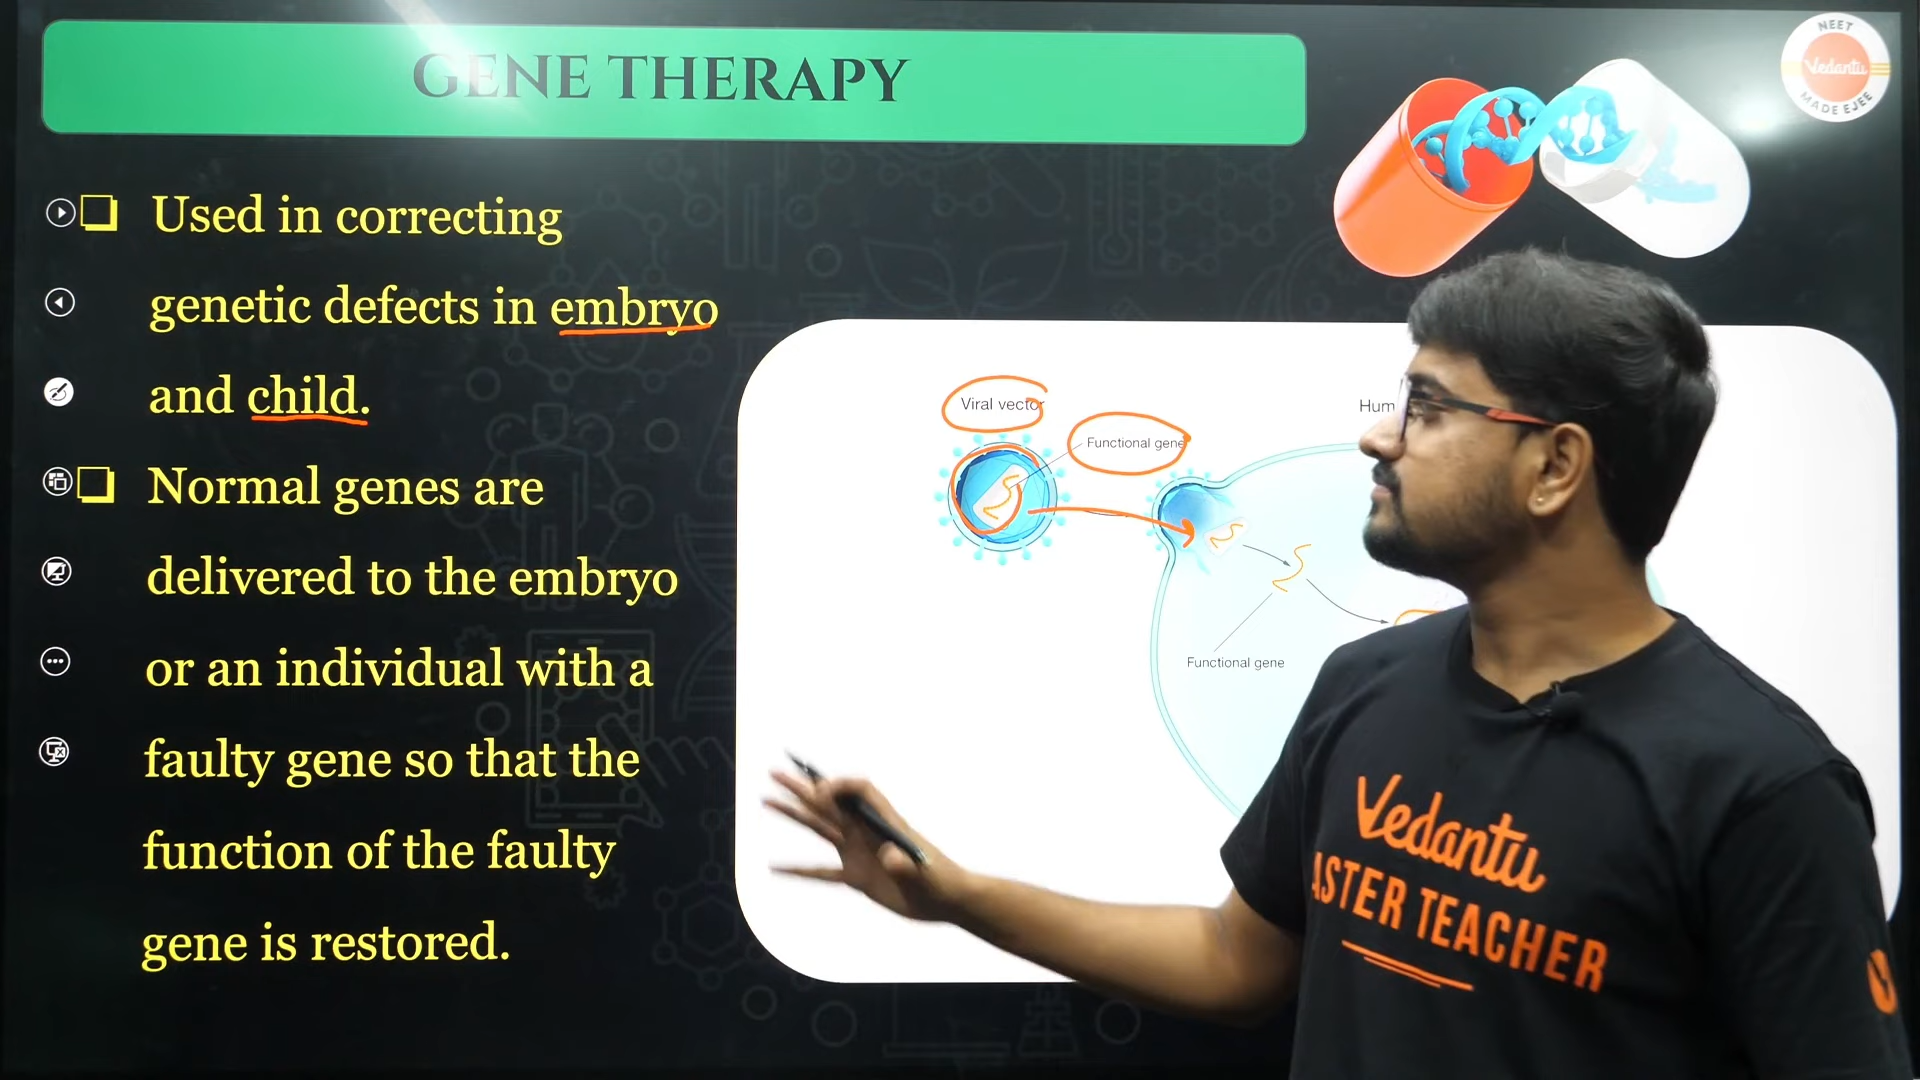 GENE THERAPY
NEET
Vedantu
MADE EJEE
Used in correcting
genetic defects in embryo
and child.
Normal genes are
delivered to the embryo
or an individual with a
faulty gene so that the
function of the faulty
gene is restored.
Viral vector
Functional gene
Hum
Functional gene
Vedantu
ASTER TEACHER